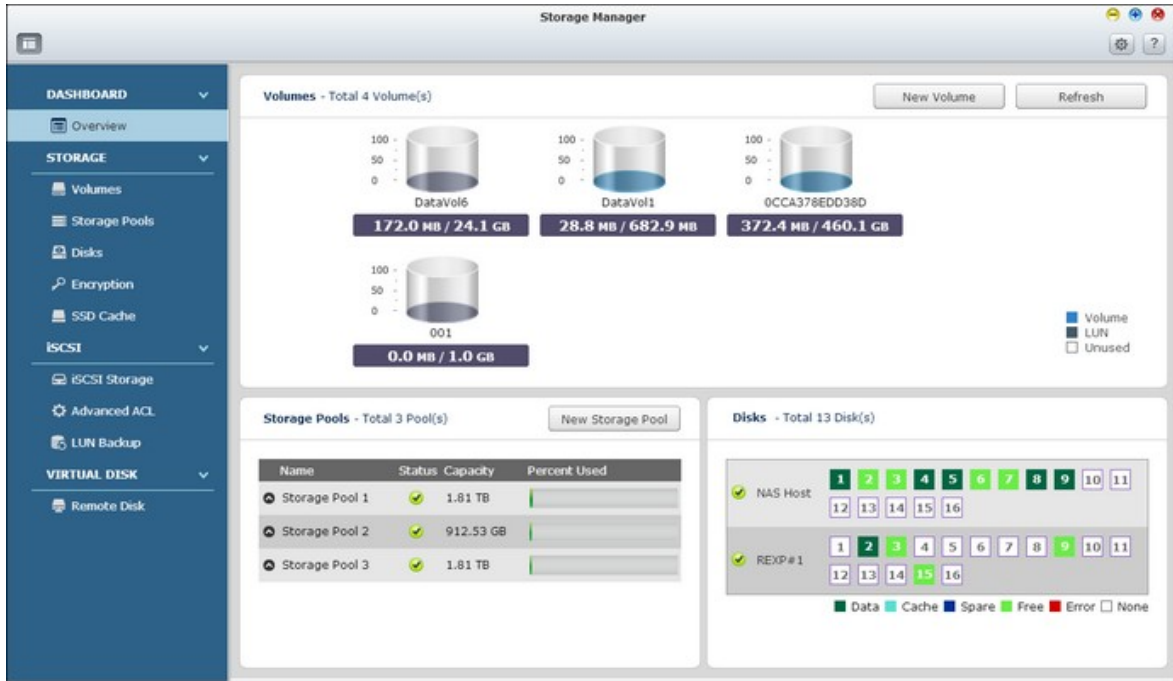 Storage Manager
?
DASHBOARD
Overview
STORAGE
Volumes
Storage Pools
Disks
Encryption
SSD Cache
iSCSI
iSCSI Storage
Advanced ACL
LUN Backup
VIRTUAL DISK
Remote Disk
Volumes - Total 4 Volume(s)
New Volume
Refresh
100
50
0
DataVol6
172.0 MB / 24.1 GB
100
50
0
DataVol1
28.8 MB / 682.9 MB
100
50
0
0CCA378EDD38D
372.4 MB / 460.1 GB
100
50
0
001
0.0 MB / 1.0 GB
Volume
LUN
Unused
Storage Pools - Total 3 Pool(s)
New Storage Pool
Name Status Capacity Percent Used
Storage Pool 1 1.81 TB
Storage Pool 2 912.53 GB
Storage Pool 3 1.81 TB
Disks - Total 13 Disk(s)
NAS Host
1 2 3 4 5 6 7 8 9 10 11
12 13 14 15 16
REXP#1
1 2 3 4 5 6 7 8 9 10 11
12 13 14 15 16
Data Cache Spare Free Error None